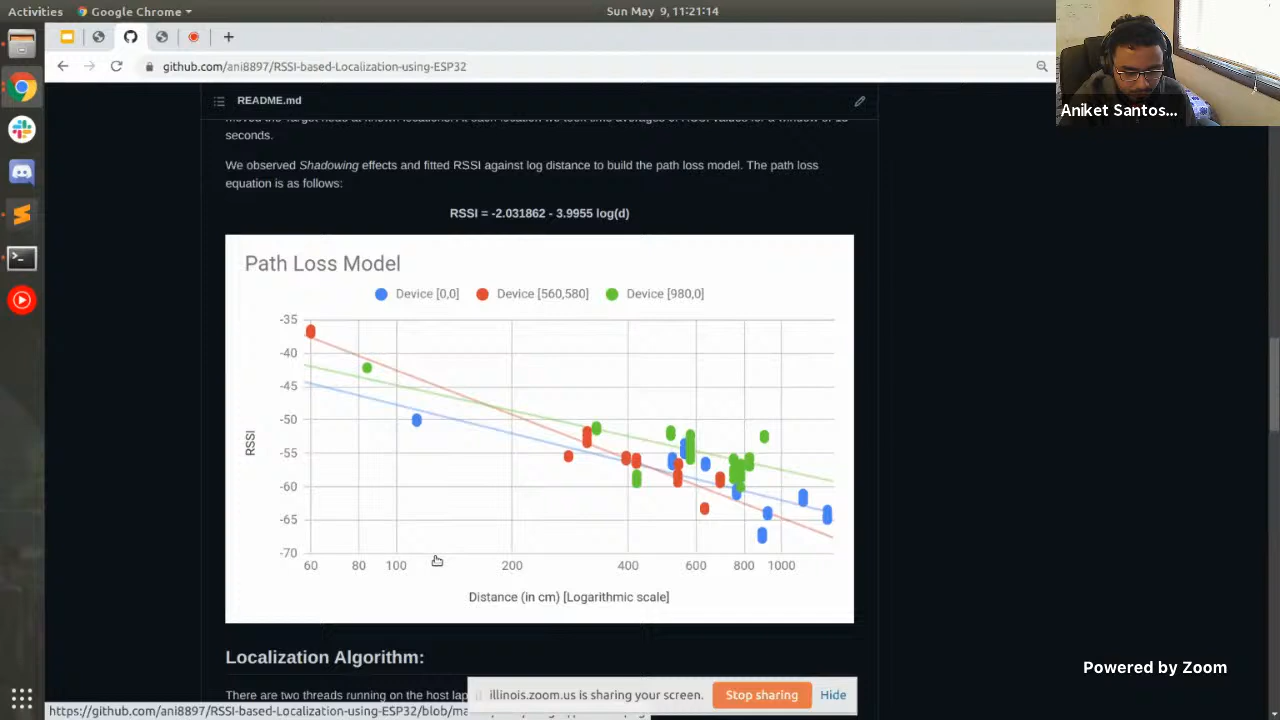 Activities
Google Chrome
Sun May 9, 11:21:14
github.com/ani8897/RSSI-based-Localization-using-ESP32
Aniket Santos...
README.md
seconds.
We observed Shadowing effects and fitted RSSI against log distance to build the path loss model. The path loss
equation is as follows:
RSSI = -2.031862 - 3.9955 log(d)
Path Loss Model
Device [0,0] Device [560,580] Device [980,0]
-35
-40
-45
-50
-55
-60
-65
-70
RSSI
60 80 100 200 400 600 800 1000
Distance (in cm) [Logarithmic scale]
Localization Algorithm:
Powered by Zoom
There are two threads running on the host lap
illinois.zoom.us is sharing your screen. Stop sharing Hide
https://github.com/ani8897/RSSI-based-Localization-using-ESP32/blob/ma